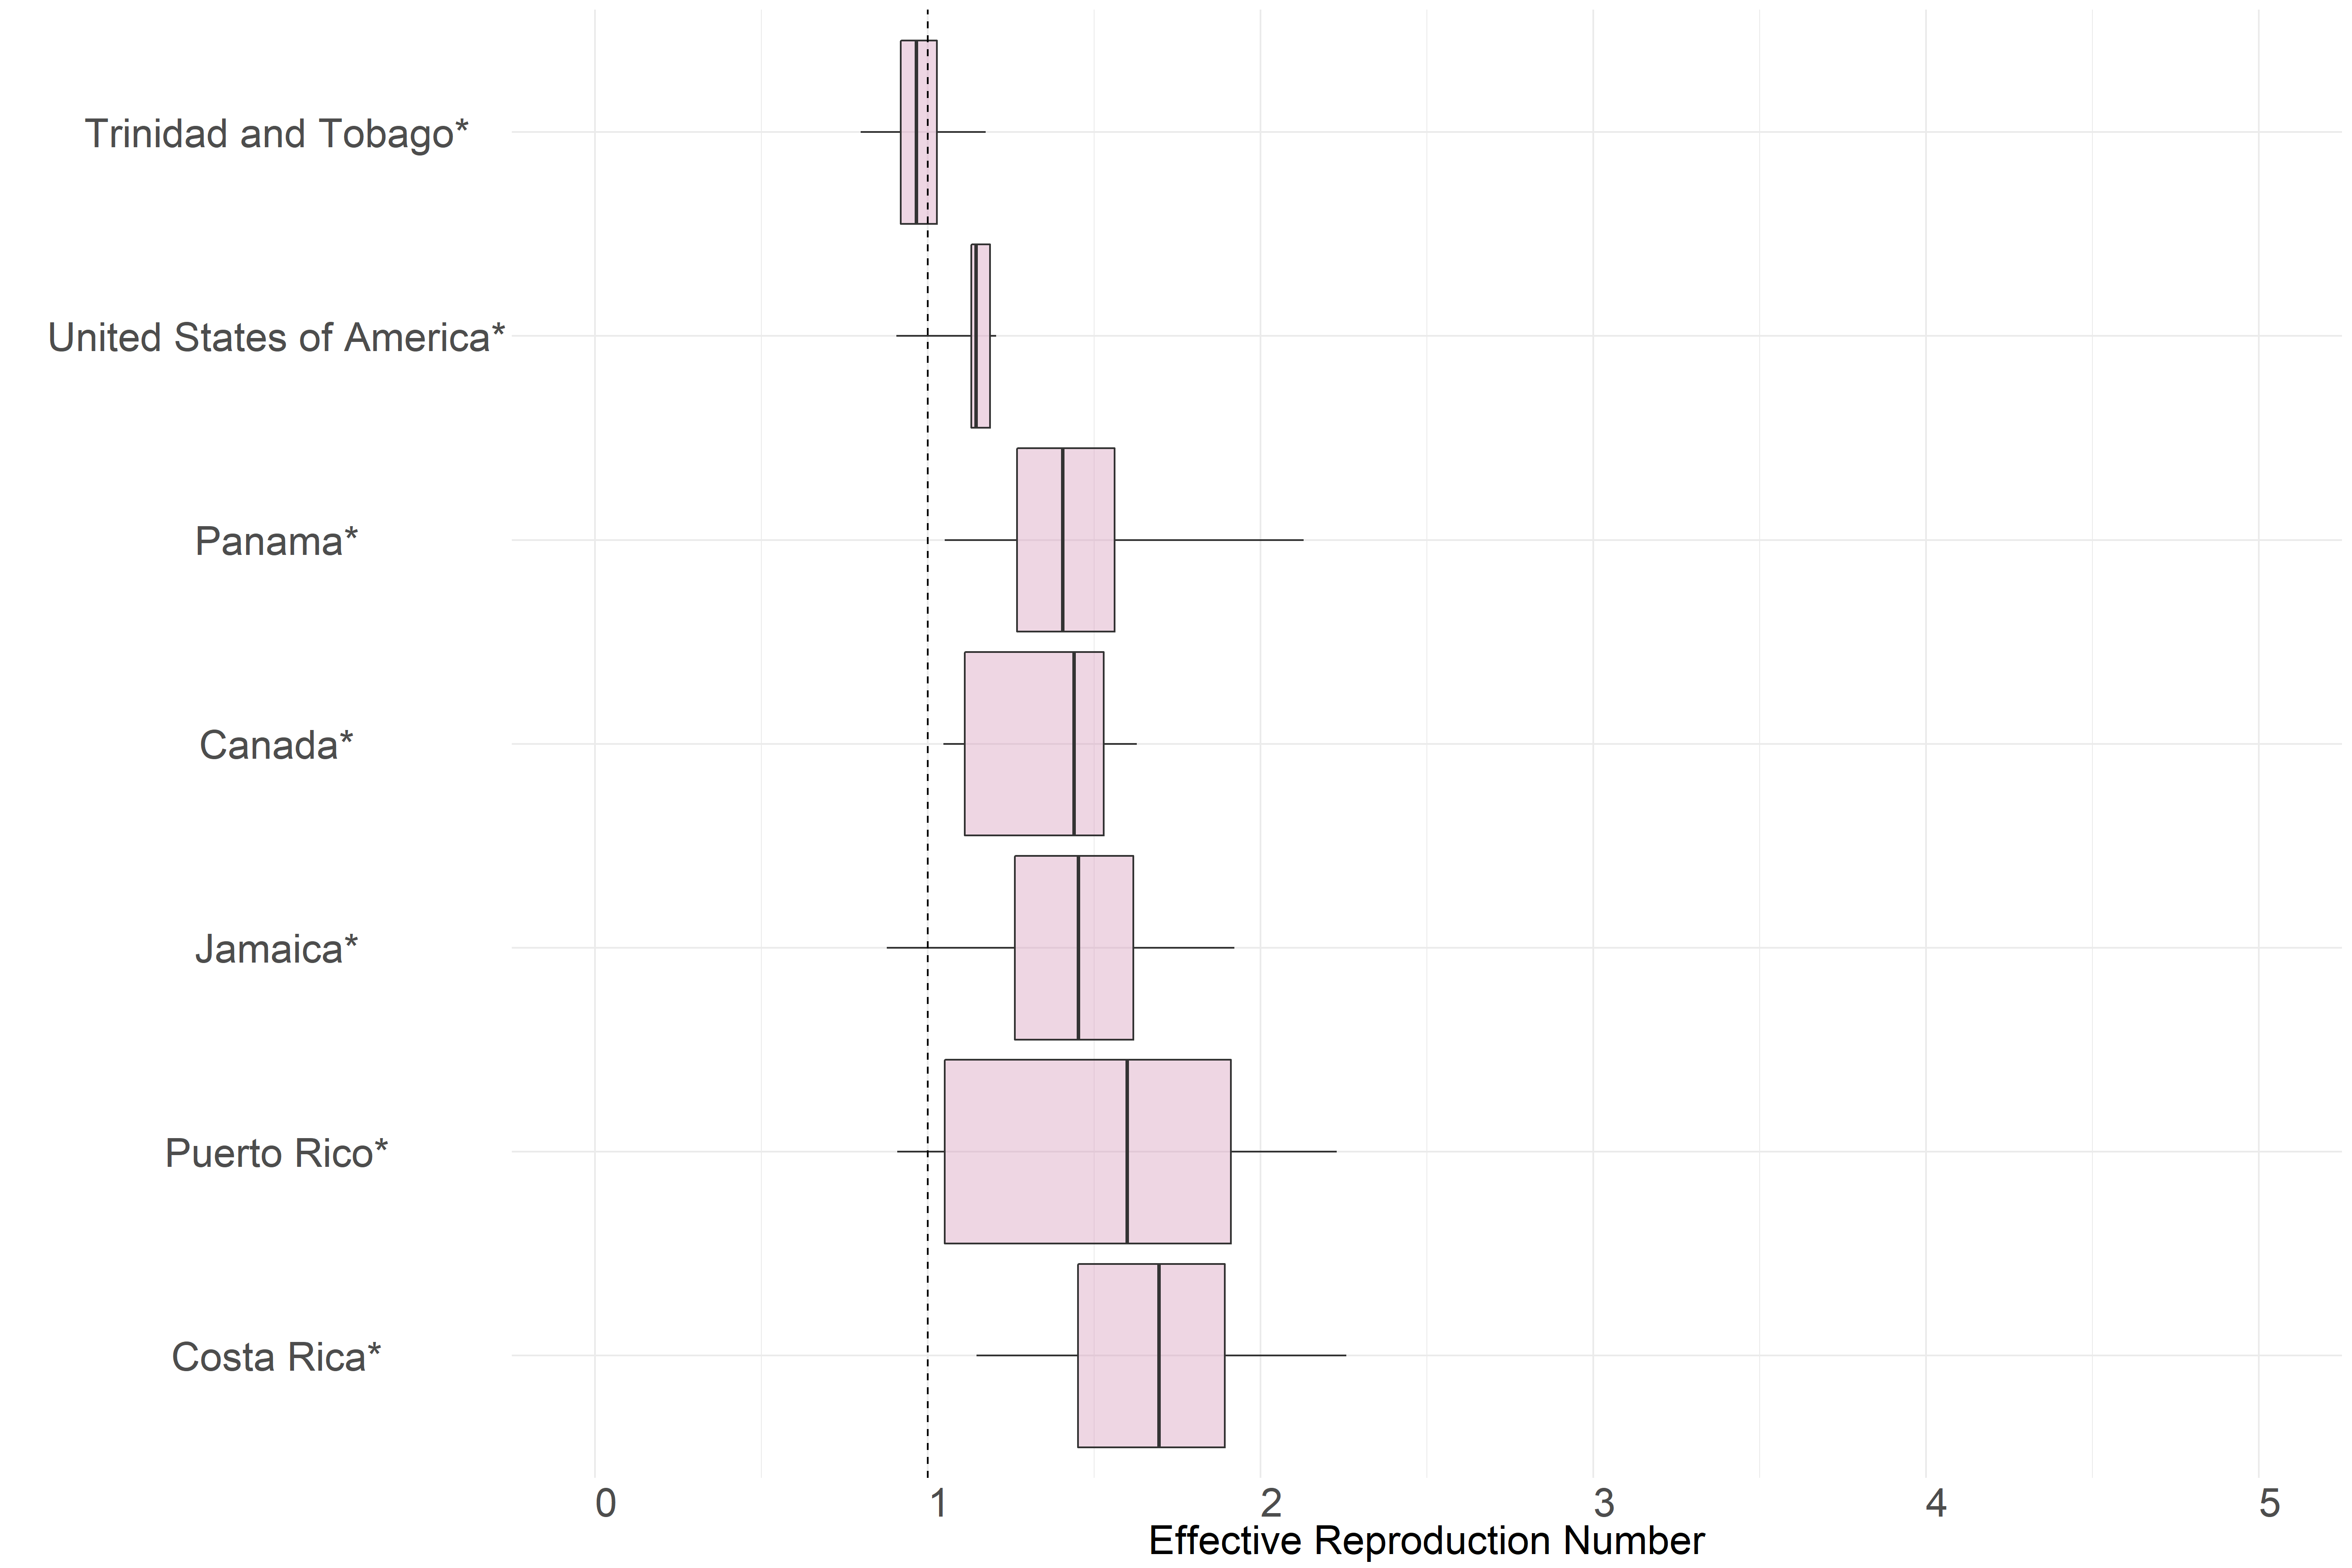 Trinidad and Tobago*
United States of America*
Panama*
Canada*
Jamaica*
Puerto Rico*
Costa Rica*
0 1 2 3 4 5
Effective Reproduction Number